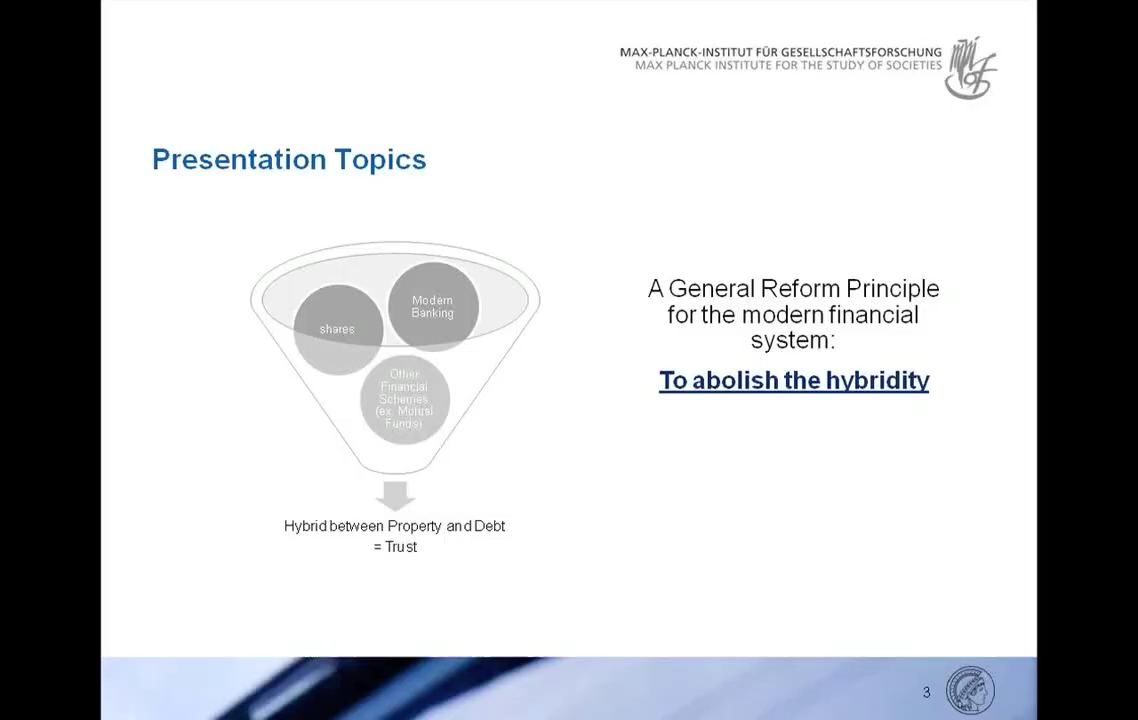 MAX-PLANCK-INSTITUT FÜR GESELLSCHAFTSFORSCHUNG
MAX PLANCK INSTITUTE FOR THE STUDY OF SOCIETIES
Presentation Topics
shares
Modern
Banking
Other
Financial
Schemes
(ex. Mutual
Funds)
Hybrid between Property and Debt
= Trust
A General Reform Principle
for the modern financial
system:
To abolish the hybridity
3